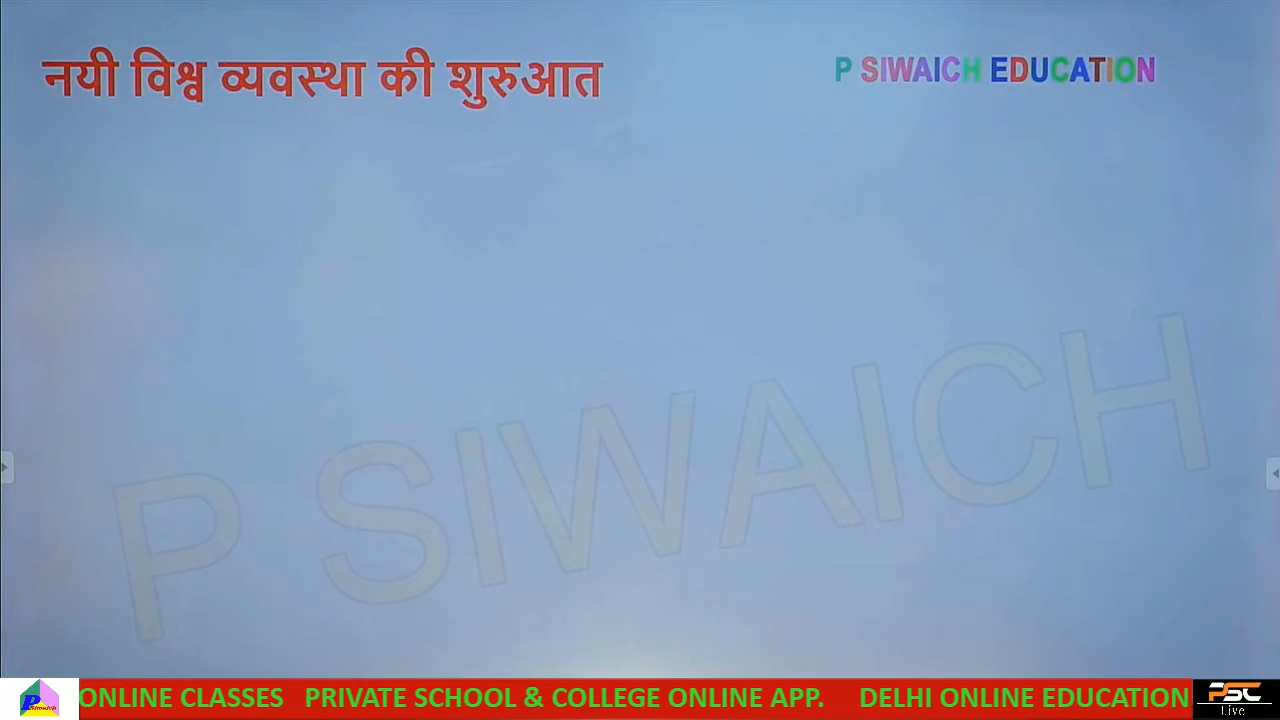 नयी विश्व व्यवस्था की शुरुआत
P SIWAICH EDUCATION
P SIWAICH
ONLINE CLASSES PRIVATE SCHOOL & COLLEGE ONLINE APP. DELHI ONLINE EDUCATION
PSC
Live